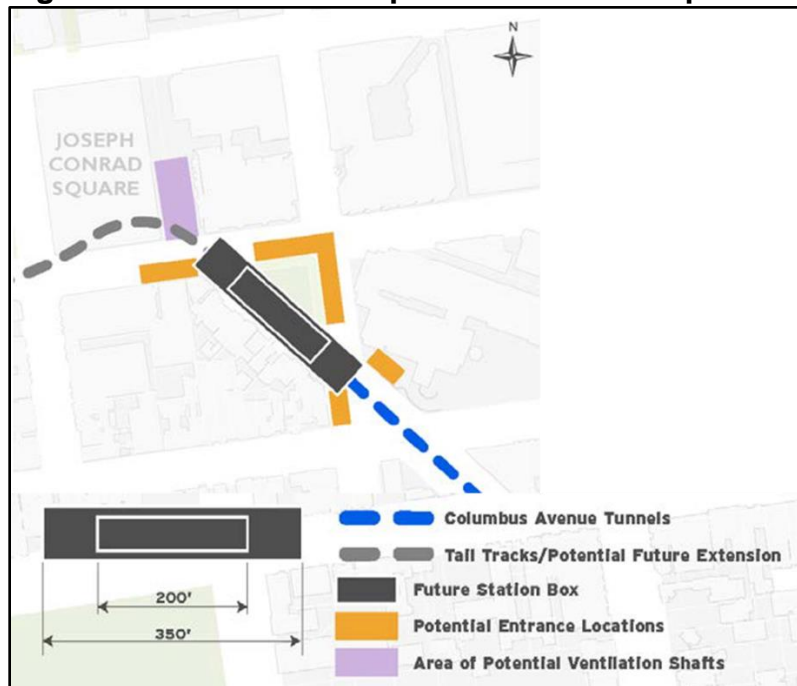 N
JOSEPH
CONRAD
SQUARE
Columbus Avenue Tunnels
Tail Tracks/Potential Future Extension
200'
Future Station Box
350'
Potential Entrance Locations
Area of Potential Ventilation Shafts